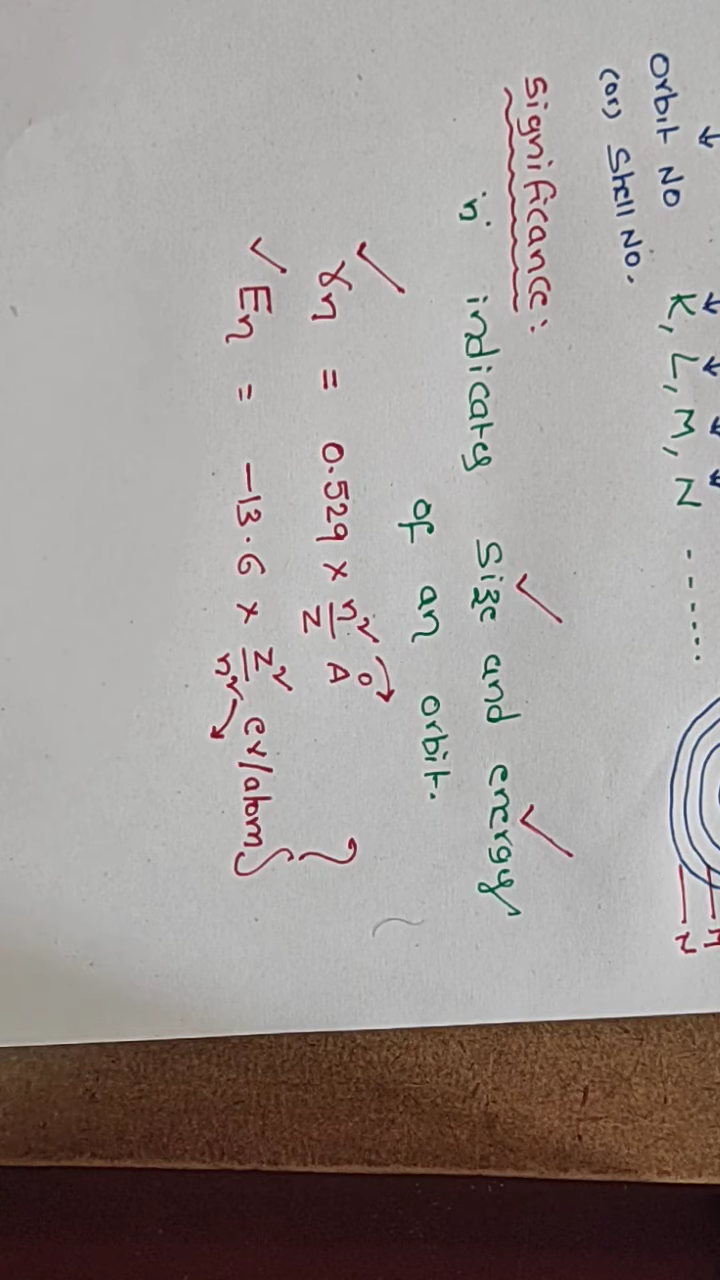 ↓ ↓ ↓ ↓ ↓
Orbit No K, L, M, N ------
(or) Shell No.
M
N
Significance:
'n' indicates size and energy
of an orbit.
rn = 0.529 × n²/Z A°
En = -13.6 × Z²/n² ev/atom